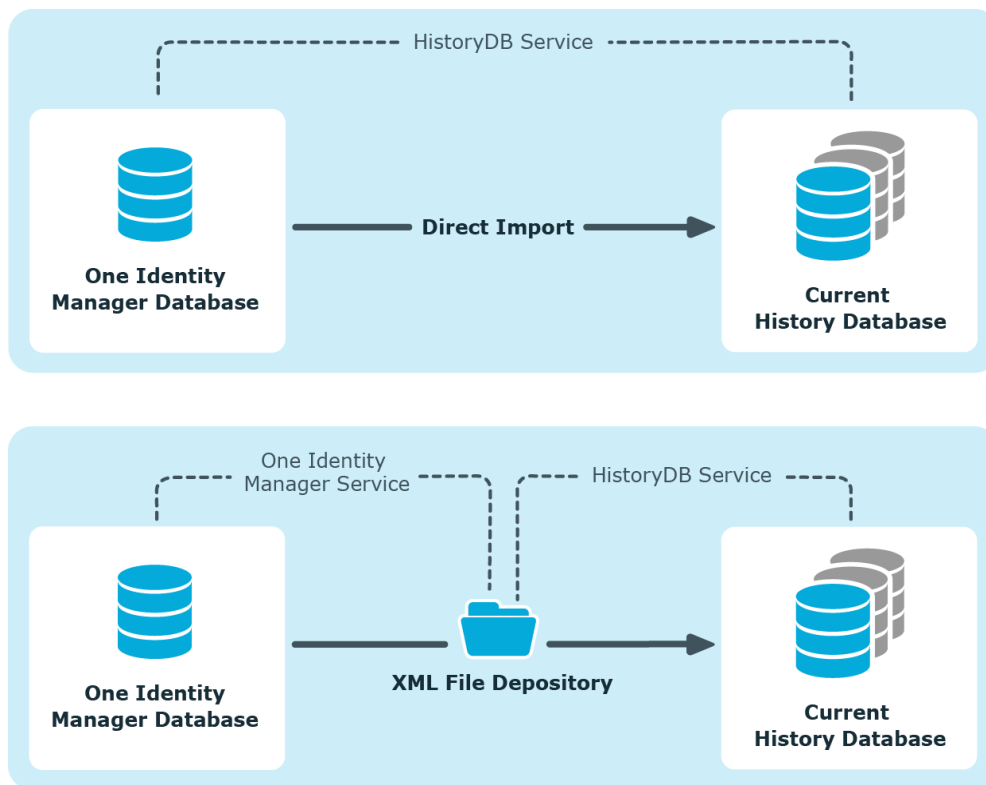 HistoryDB Service
Direct Import
One Identity
Manager Database
Current
History Database
One Identity
Manager Service
HistoryDB Service
XML File Depository
One Identity
Manager Database
Current
History Database